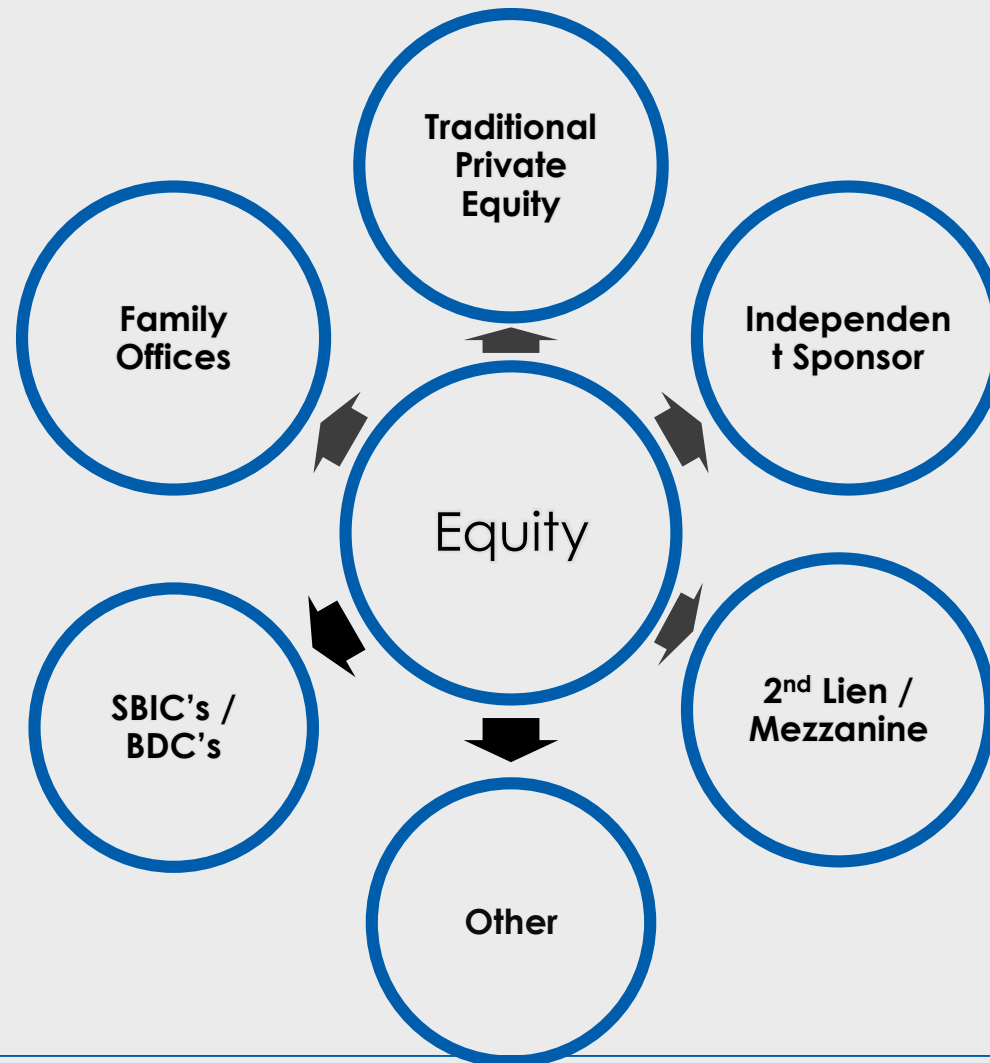 Traditional
Private
Equity
Family
Offices
Independen
t Sponsor
Equity
SBIC’s /
BDC’s
2nd Lien /
Mezzanine
Other